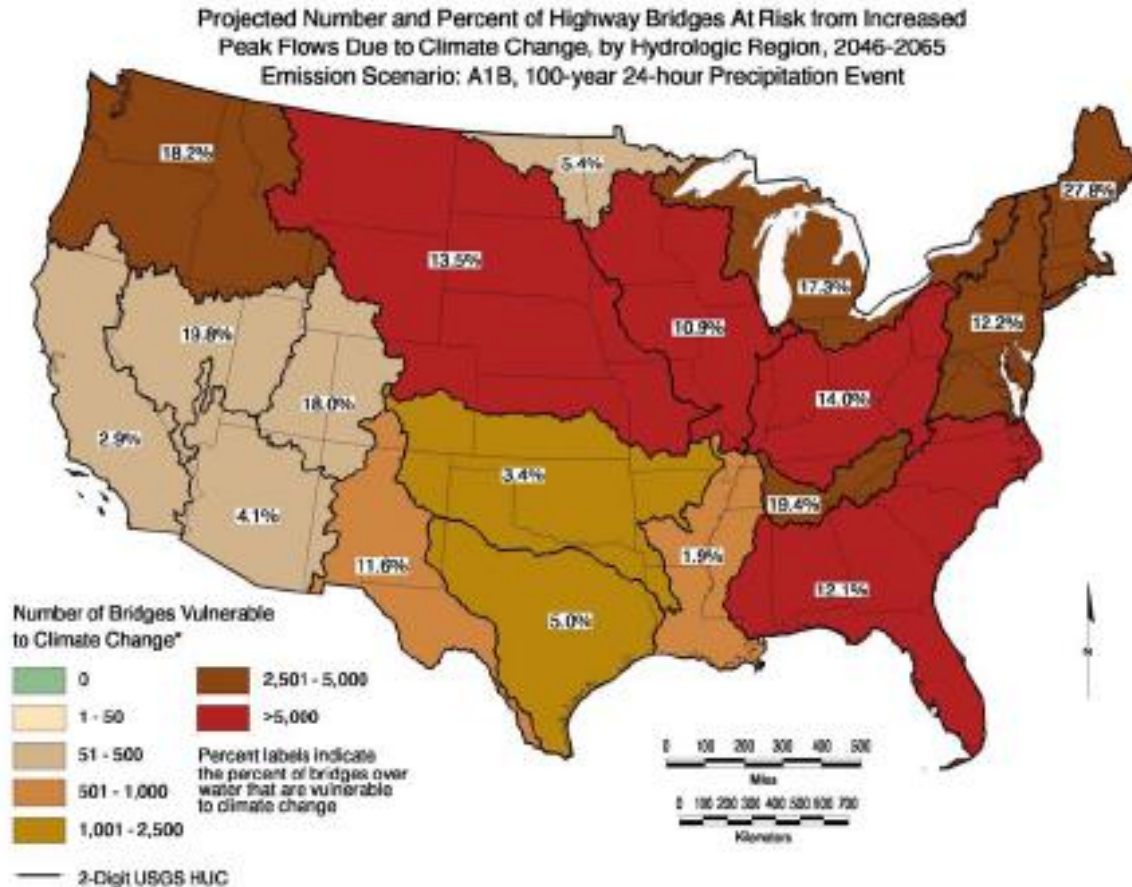 Projected Number and Percent of Highway Bridges At Risk from Increased
Peak Flows Due to Climate Change, by Hydrologic Region, 2046-2065
Emission Scenario: A1B, 100-year 24-hour Precipitation Event
18.2%
5.4%
27.8%
13.5%
17.3%
10.9%
12.2%
19.8%
18.0%
14.0%
2.9%
3.4%
19.4%
4.1%
11.6%
1.9%
12.1%
5.0%
Number of Bridges Vulnerable
to Climate Change*
0
1 - 50
51 - 500
501 - 1,000
1,001 - 2,500
2,501 - 5,000
>5,000
Percent labels indicate
the percent of bridges over
water that are vulnerable
to climate change
2-Digit USGS HUC
N
0 100 200 300 400 500
Miles
0 100 200 300 400 500 600 700
Kilometers